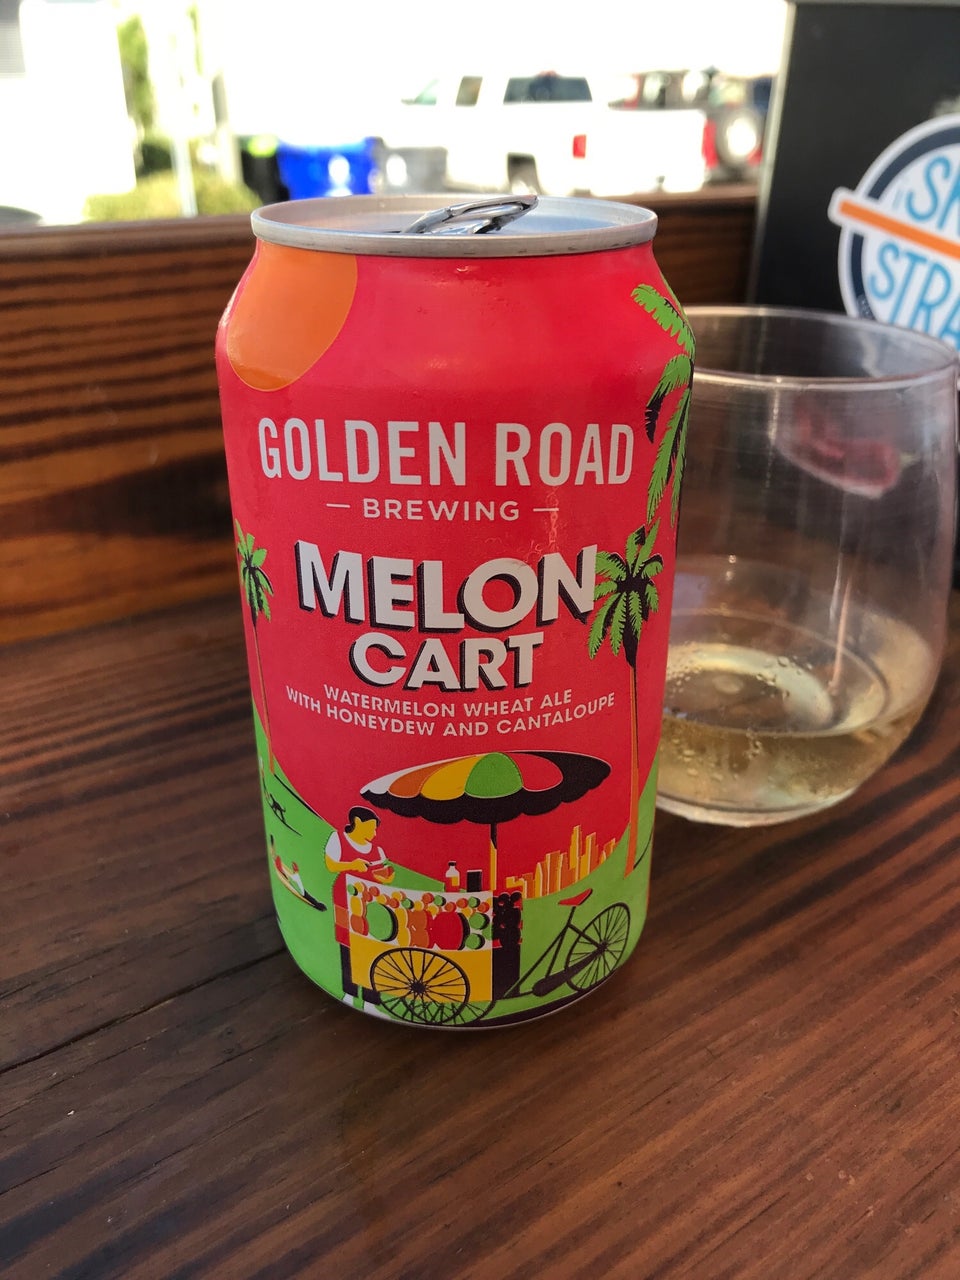 GOLDEN ROAD
— BREWING —
MELON
CART
WATERMELON WHEAT ALE
WITH HONEYDEW AND CANTALOUPE